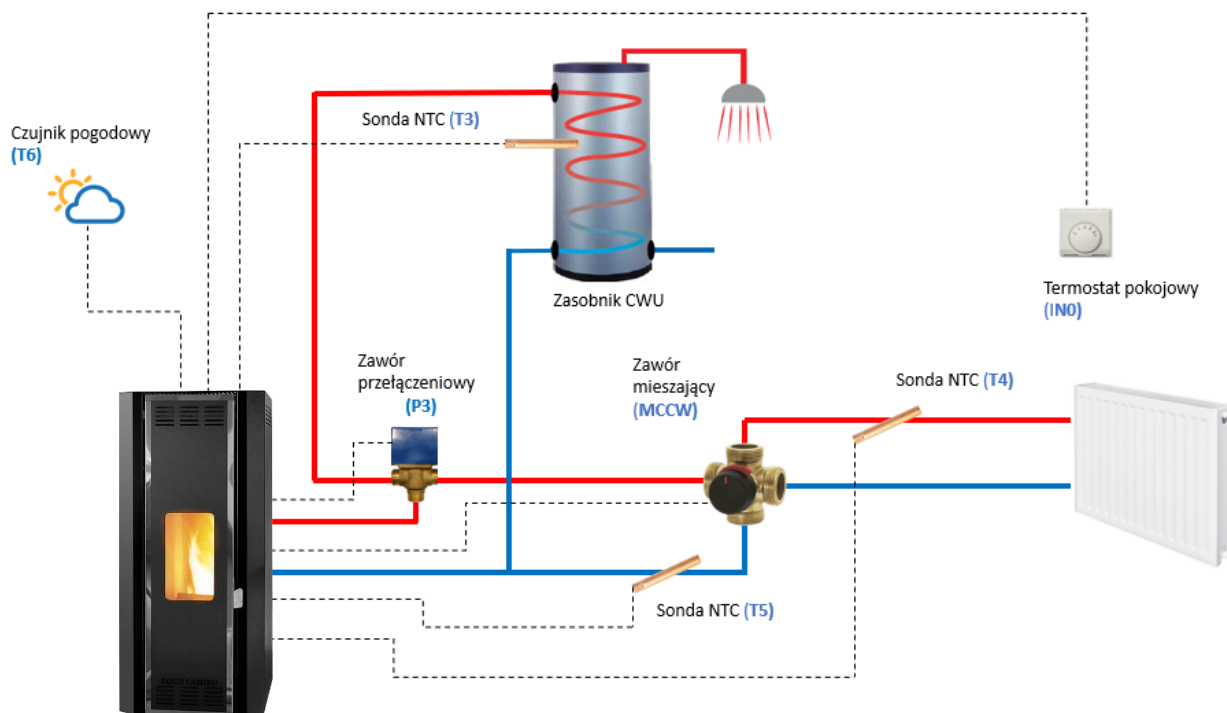 Czujnik pogodowy
(T6)
Sonda NTC (T3)
Zasobnik CWU
Termostat pokojowy
(IN0)
Zawór
przełączeniowy
(P3)
Zawór
mieszający
(MCCW)
Sonda NTC (T4)
Sonda NTC (T5)